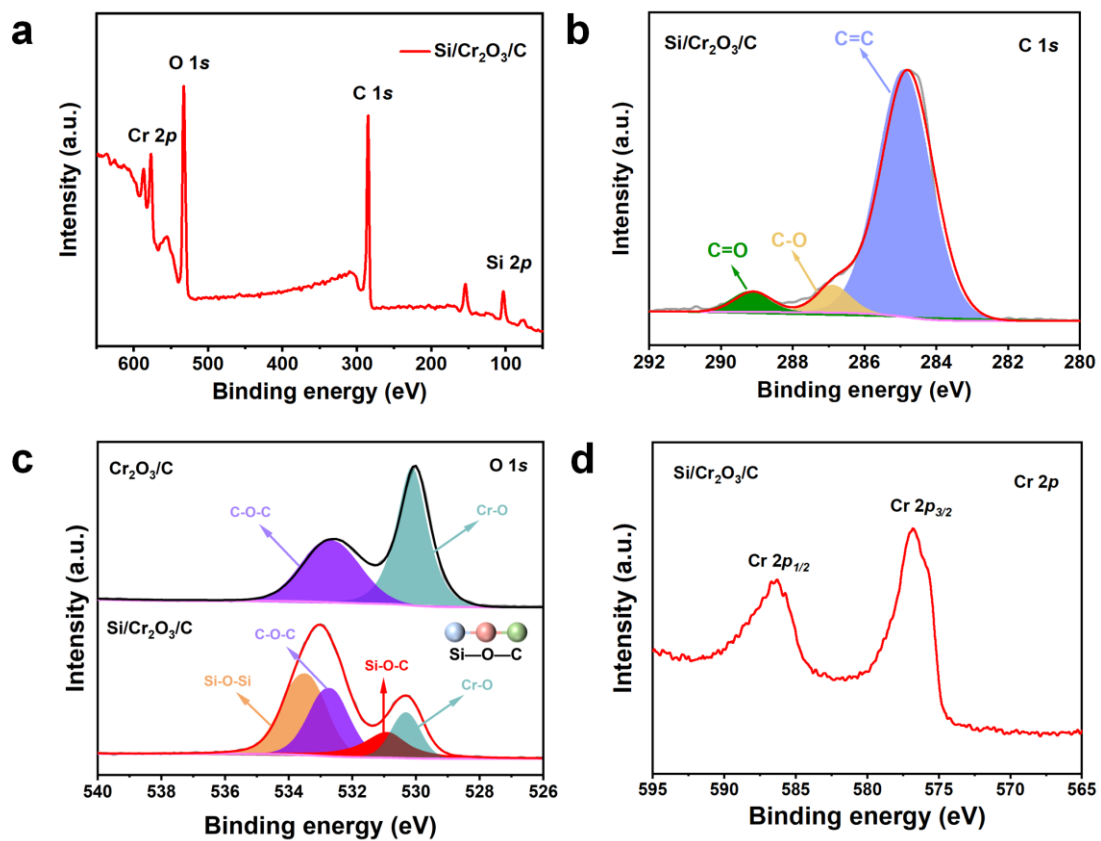 a
Si/Cr₂O₃/C
O 1s
C 1s
Cr 2p
Si 2p
Intensity (a.u.)
600 500 400 300 200 100
Binding energy (eV)
b
Si/Cr₂O₃/C
C=C
C 1s
C=O
C-O
Intensity (a.u.)
292 290 288 286 284 282 280
Binding energy (eV)
c
Cr₂O₃/C
O 1s
C-O-C
Cr-O
Si/Cr₂O₃/C
C-O-C
Si—O—C
Si-O-Si
Si-O-C
Cr-O
Intensity (a.u.)
540 538 536 534 532 530 528 526
Binding energy (eV)
d
Si/Cr₂O₃/C
Cr 2p
Cr 2p₃/₂
Cr 2p₁/₂
Intensity (a.u.)
595 590 585 580 575 570 565
Binding energy (eV)